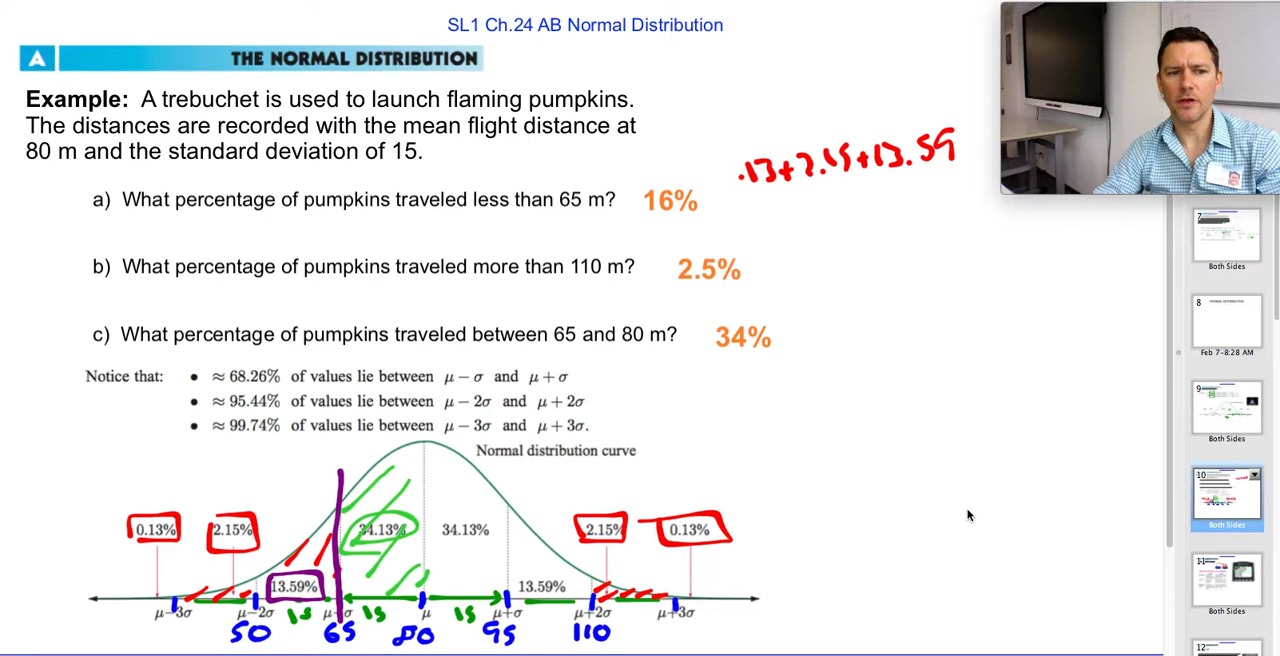 SL1 Ch.24 AB Normal Distribution
A THE NORMAL DISTRIBUTION
Example: A trebuchet is used to launch flaming pumpkins.
The distances are recorded with the mean flight distance at
80 m and the standard deviation of 15.
.13+2.15+13.59
a) What percentage of pumpkins traveled less than 65 m? 16%
b) What percentage of pumpkins traveled more than 110 m? 2.5%
c) What percentage of pumpkins traveled between 65 and 80 m? 34%
Notice that: • ≈ 68.26% of values lie between μ − σ and μ + σ
• ≈ 95.44% of values lie between μ − 2σ and μ + 2σ
• ≈ 99.74% of values lie between μ − 3σ and μ + 3σ.
Normal distribution curve
0.13% 2.15% 34.13% 34.13% 2.15% 0.13%
13.59% 13.59%
μ−3σ μ−2σ μ−σ μ μ+σ μ+2σ μ+3σ
15 15 15
50 65 80 95 110
7
Both Sides
8 NORMAL DISTRIBUTION
Feb 7-8:28 AM
9
Both Sides
10
Both Sides
11
Both Sides
12